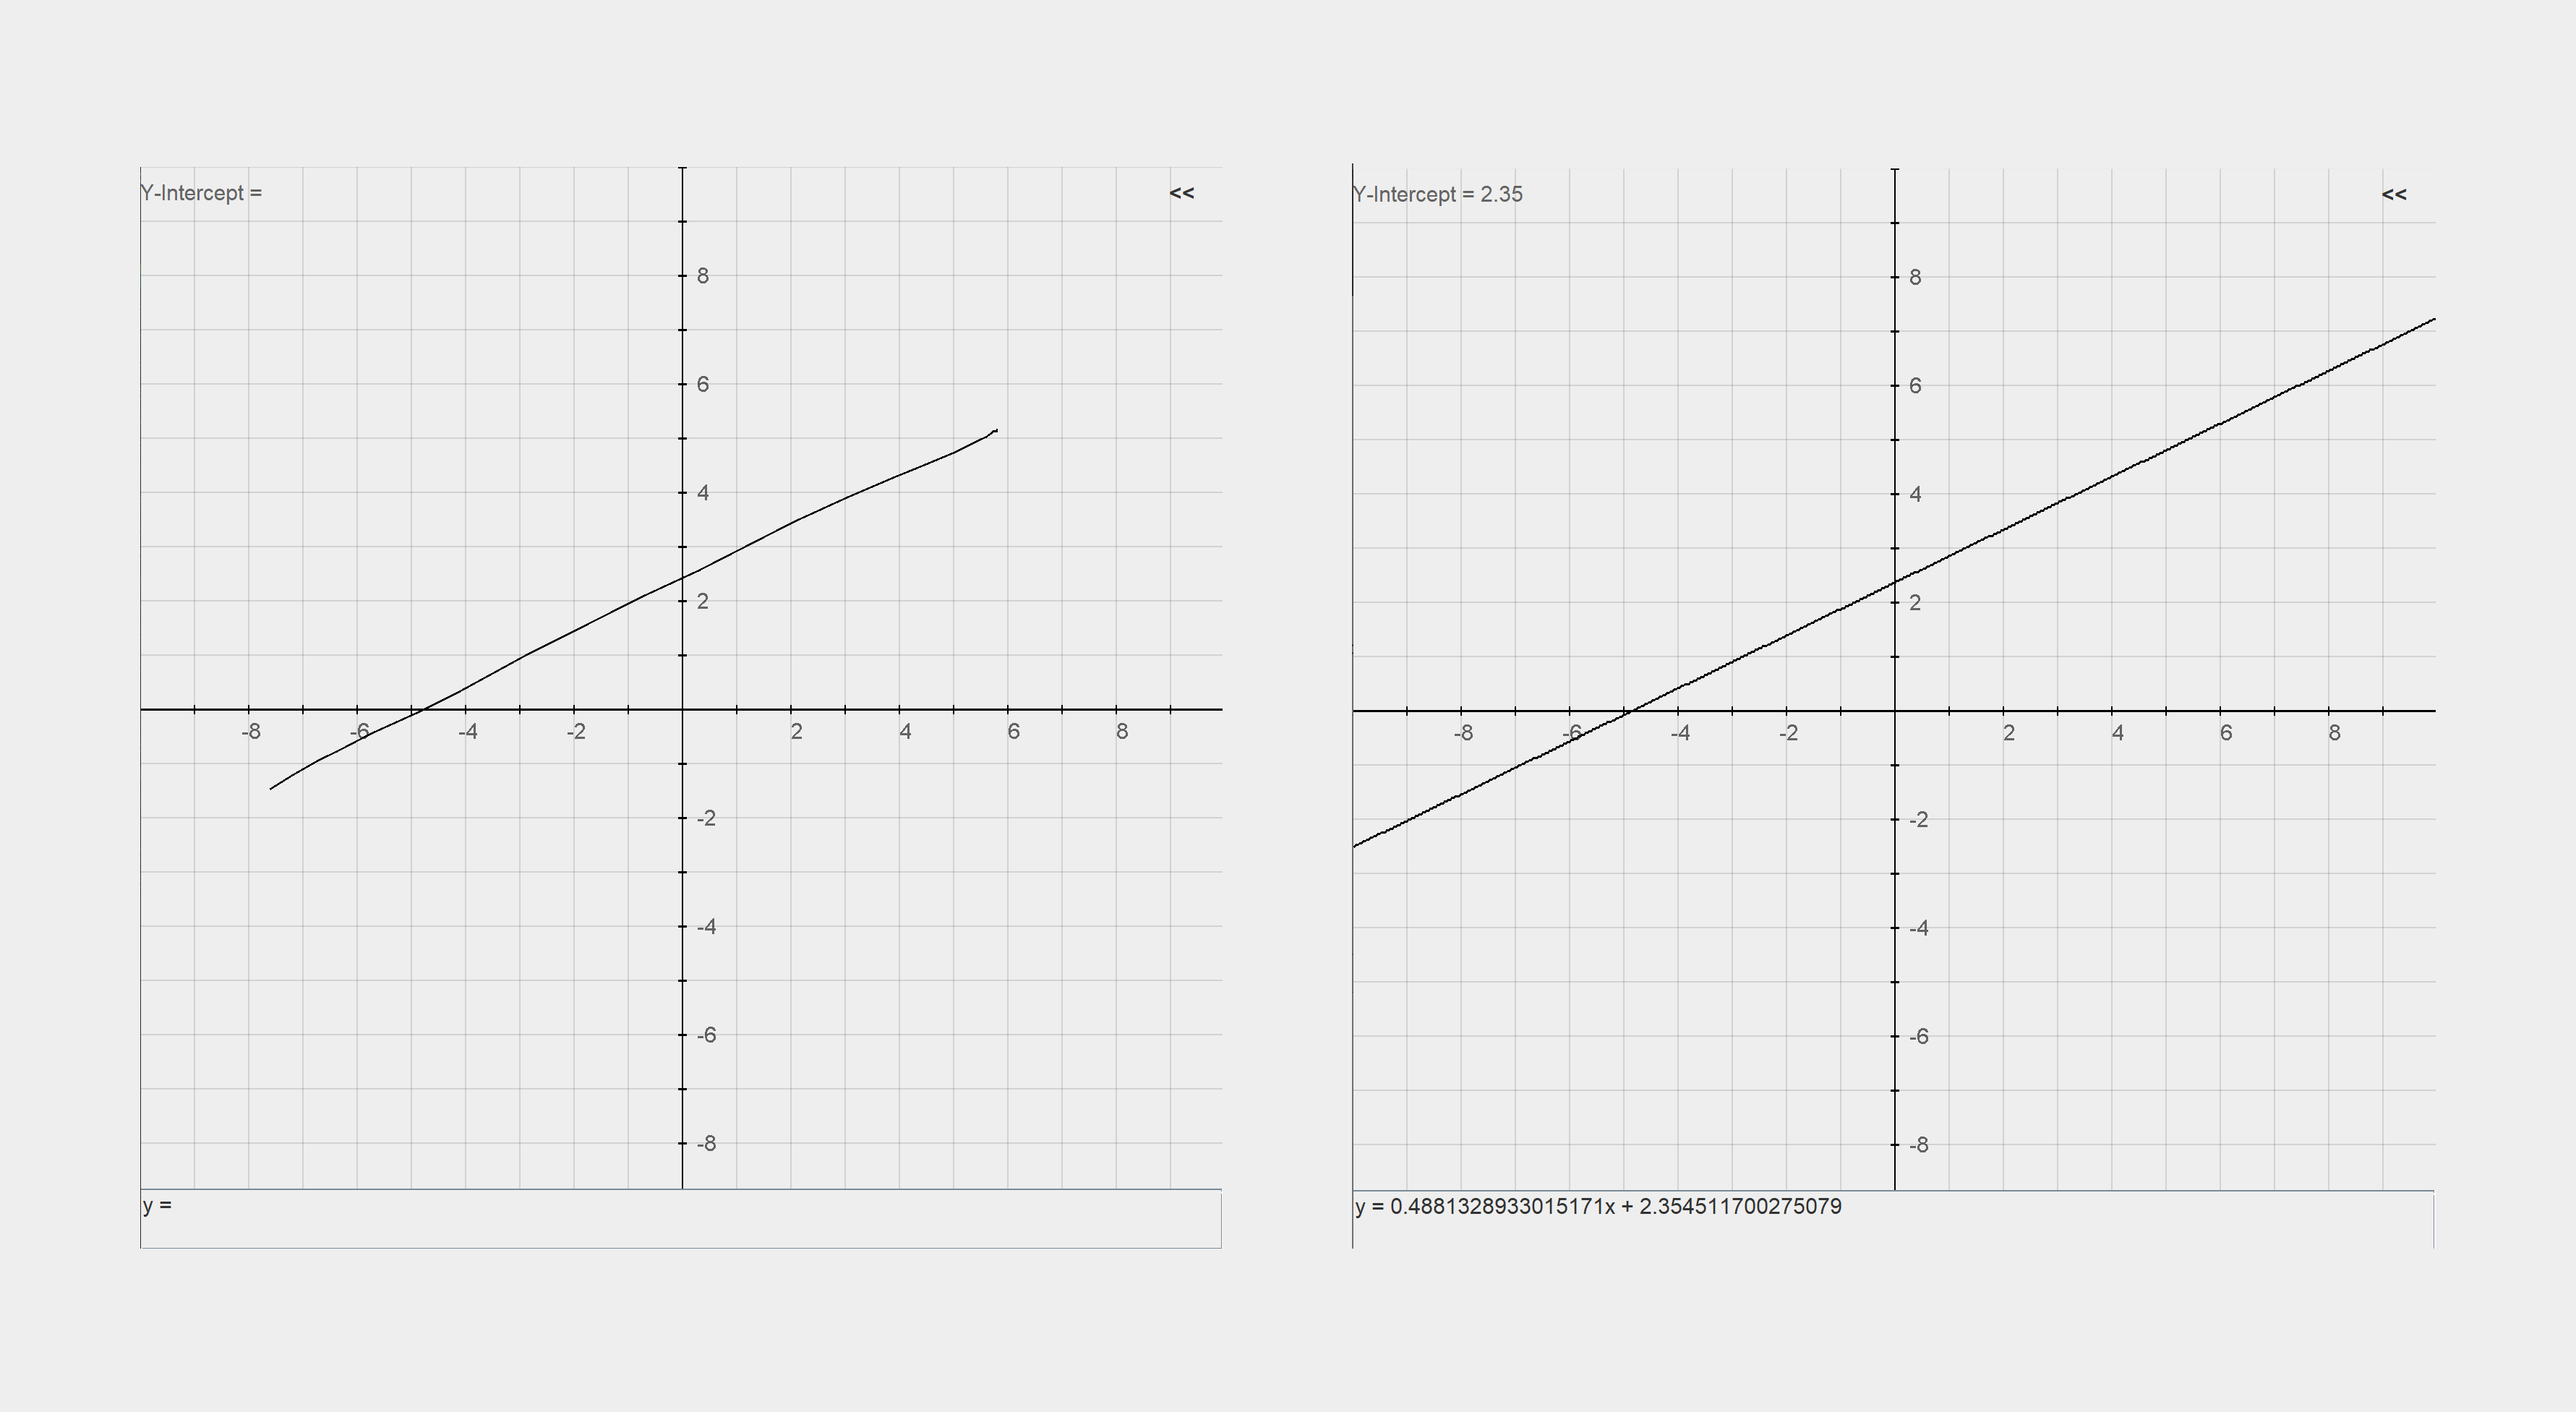 Y-Intercept = <<
8
6
4
2
-8 -6 -4 -2 2 4 6 8
-2
-4
-6
-8
y =
Y-Intercept = 2.35 <<
8
6
4
2
-8 -6 -4 -2 2 4 6 8
-2
-4
-6
-8
y = 0.4881328933015171x + 2.354511700275079